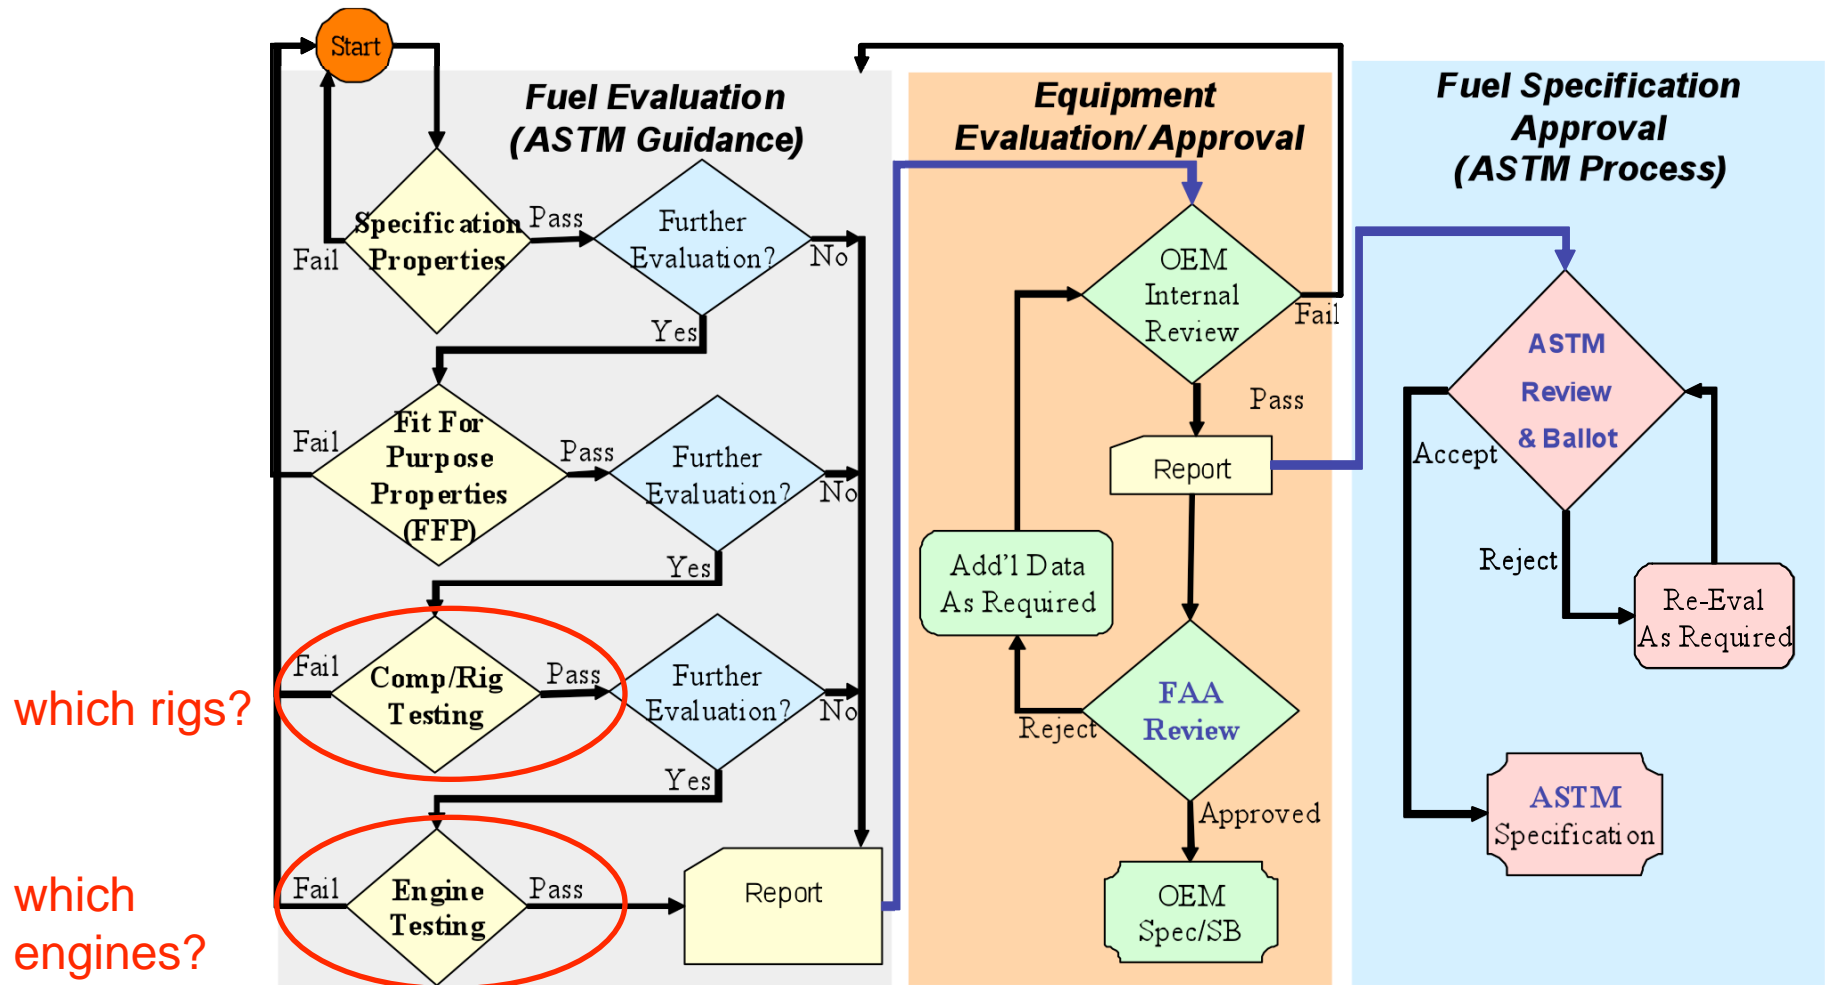 Start
Fuel Evaluation
(ASTM Guidance)
Specification
Properties
Pass
Fail
Further
Evaluation?
No
Yes
Fit For
Purpose
Properties
(FFP)
Fail
Pass
Further
Evaluation?
No
Yes
which rigs?
Fail
Comp/Rig
Testing
Pass
Further
Evaluation?
No
Yes
which
engines?
Fail
Engine
Testing
Pass
Report
Equipment
Evaluation/Approval
OEM
Internal
Review
Fail
Pass
Report
Add'l Data
As Required
FAA
Review
Reject
Approved
OEM
Spec/SB
Fuel Specification
Approval
(ASTM Process)
ASTM
Review
& Ballot
Accept
Reject
Re-Eval
As Required
ASTM
Specification